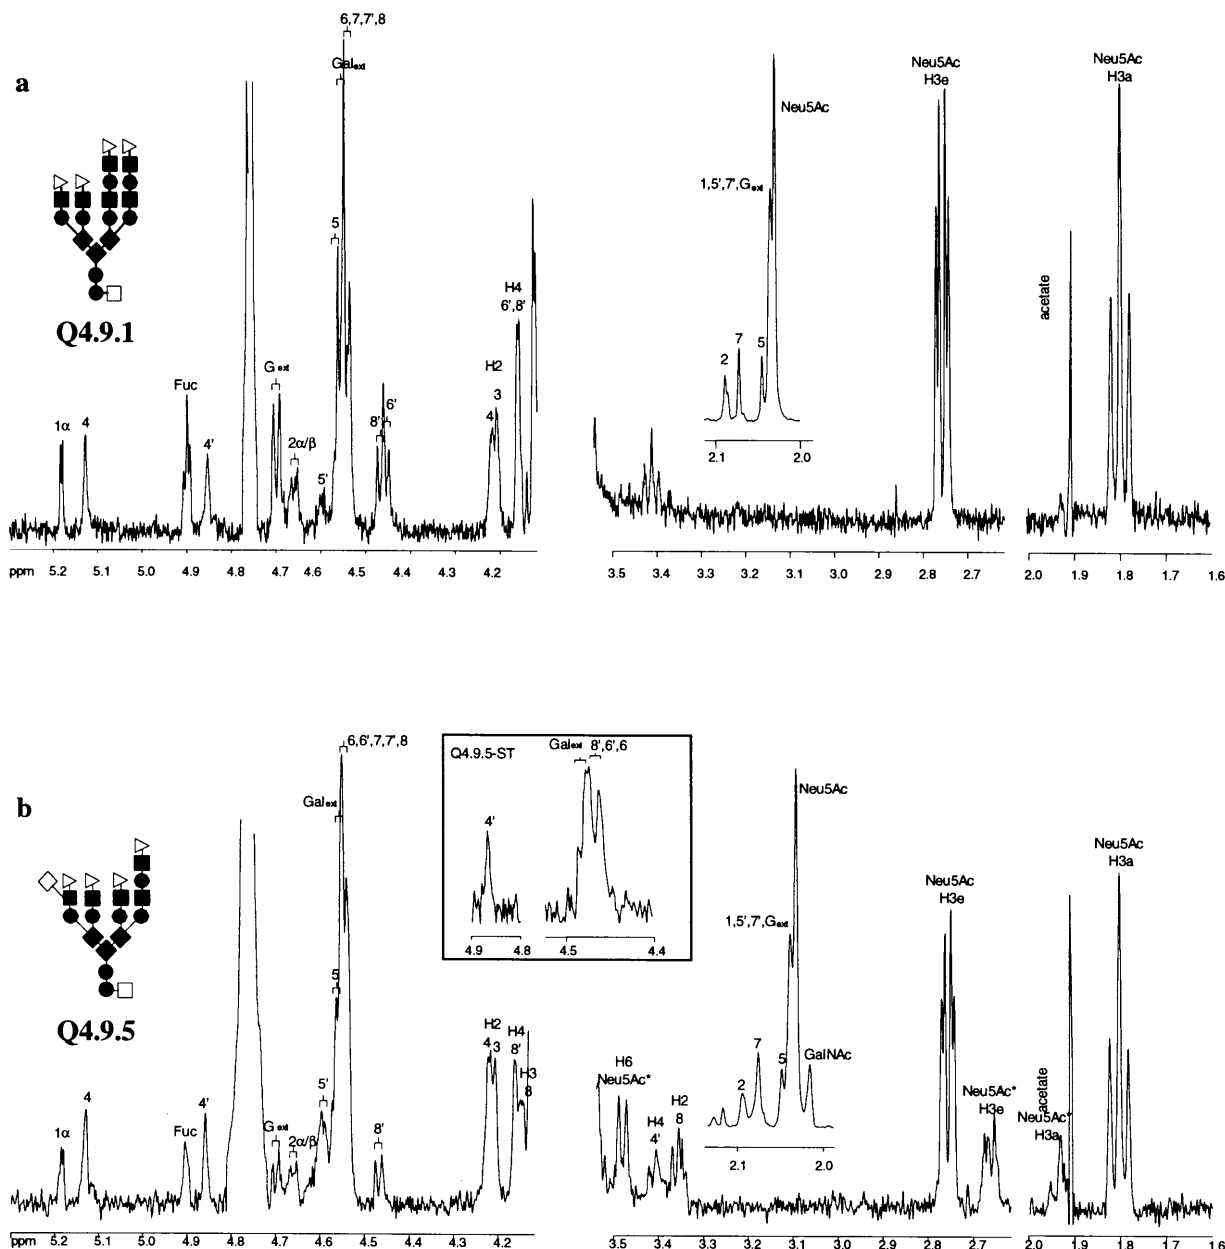 a
6,7,7',8
Gal ext
5
Fuc
G ext
1α
4
4'
2α/β
5'
8'
6'
H2
4
3
H4
6',8'
Q4.9.1
Neu5Ac
1,5',7',G ext
2
7
5
2.1
2.0
Neu5Ac
H3e
acetate
Neu5Ac
H3a
ppm 5.2 5.1 5.0 4.9 4.8 4.7 4.6 4.5 4.4 4.3 4.2
3.5 3.4 3.3 3.2 3.1 3.0 2.9 2.8 2.7
2.0 1.9 1.8 1.7 1.6
b
6,6',7,7',8
Gal ext
5
5'
1α
4
Fuc
4'
G ext
2α/β
8'
H2
4 3
H4
8'
H3
8
Q4.9.5
Q4.9.5-ST
4'
Gal ext
8',6',6
4.9 4.8
4.5 4.4
H6
Neu5Ac*
H4
4'
H2
8
Neu5Ac
1,5',7',G ext
2
7
5
GalNAc
2.1 2.0
Neu5Ac
H3e
Neu5Ac*
H3e
acetate
Neu5Ac*
H3a
Neu5Ac
H3a
ppm 5.2 5.1 5.0 4.9 4.8 4.7 4.6 4.5 4.4 4.3 4.2
3.5 3.4 3.3 3.2 3.1 3.0 2.9 2.8 2.7
2.0 1.9 1.8 1.7 1.6